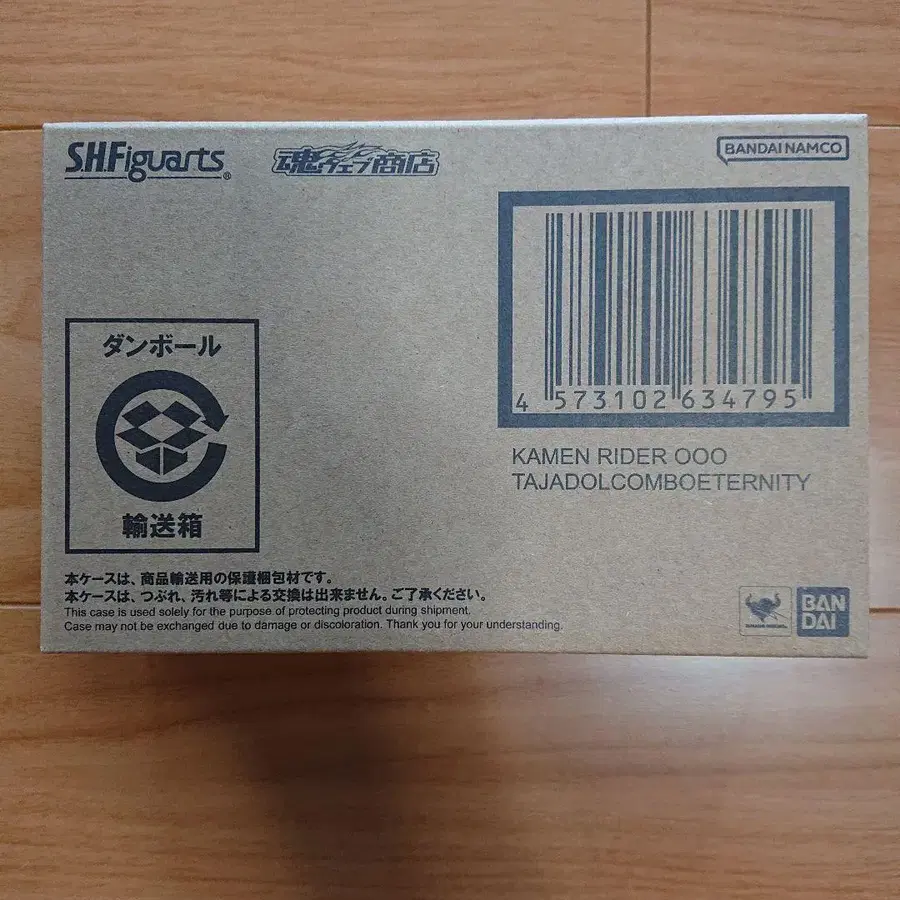 S.H.Figuarts®
魂ウェブ商店
BANDAI NAMCO
4 573102 634795
KAMEN RIDER OOO
TAJADOLCOMBOETERNITY
ダンボール
輸送箱
本ケースは、商品輸送用の保護梱包材です。
本ケースは、つぶれ、汚れ等による交換は出来ません。ご了承ください。
This case is used solely for the purpose of protecting product during shipment.
Case may not be exchanged due to damage or discoloration. Thank you for your understanding.
BAN
DAI